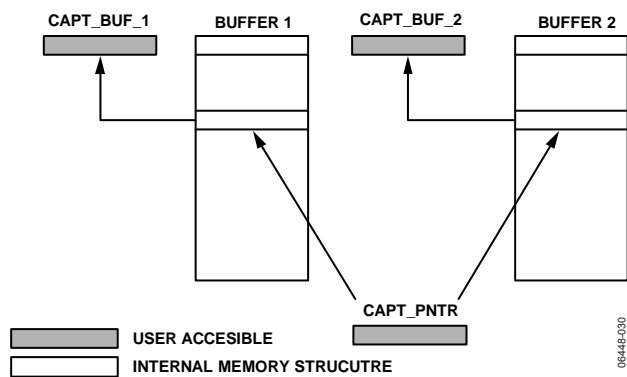 CAPT_BUF_1
BUFFER 1
CAPT_BUF_2
BUFFER 2
CAPT_PNTR
USER ACCESIBLE
INTERNAL MEMORY STRUCUTRE
06448-030